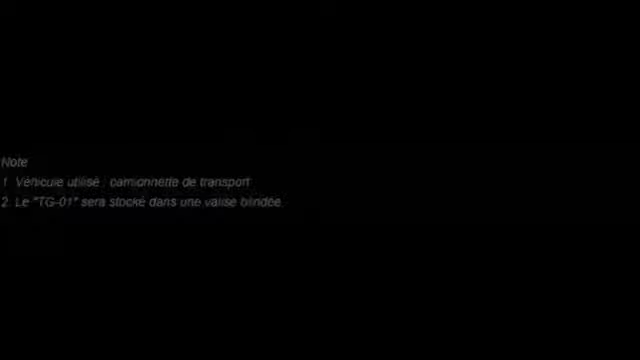 Note
1. Véhicule utilisé : camionnette de transport
2. Le "TG-01" sera stocké dans une valise blindée.